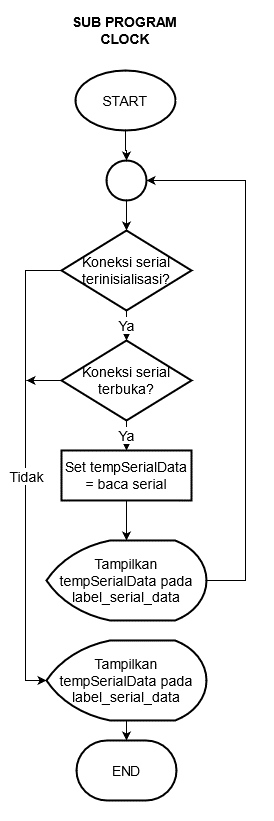 SUB PROGRAM
CLOCK
START
Koneksi serial
terinisialisasi?
Ya
Koneksi serial
terbuka?
Ya
Set tempSerialData
= baca serial
Tidak
Tampilkan
tempSerialData pada
label_serial_data
Tampilkan
tempSerialData pada
label_serial_data
END